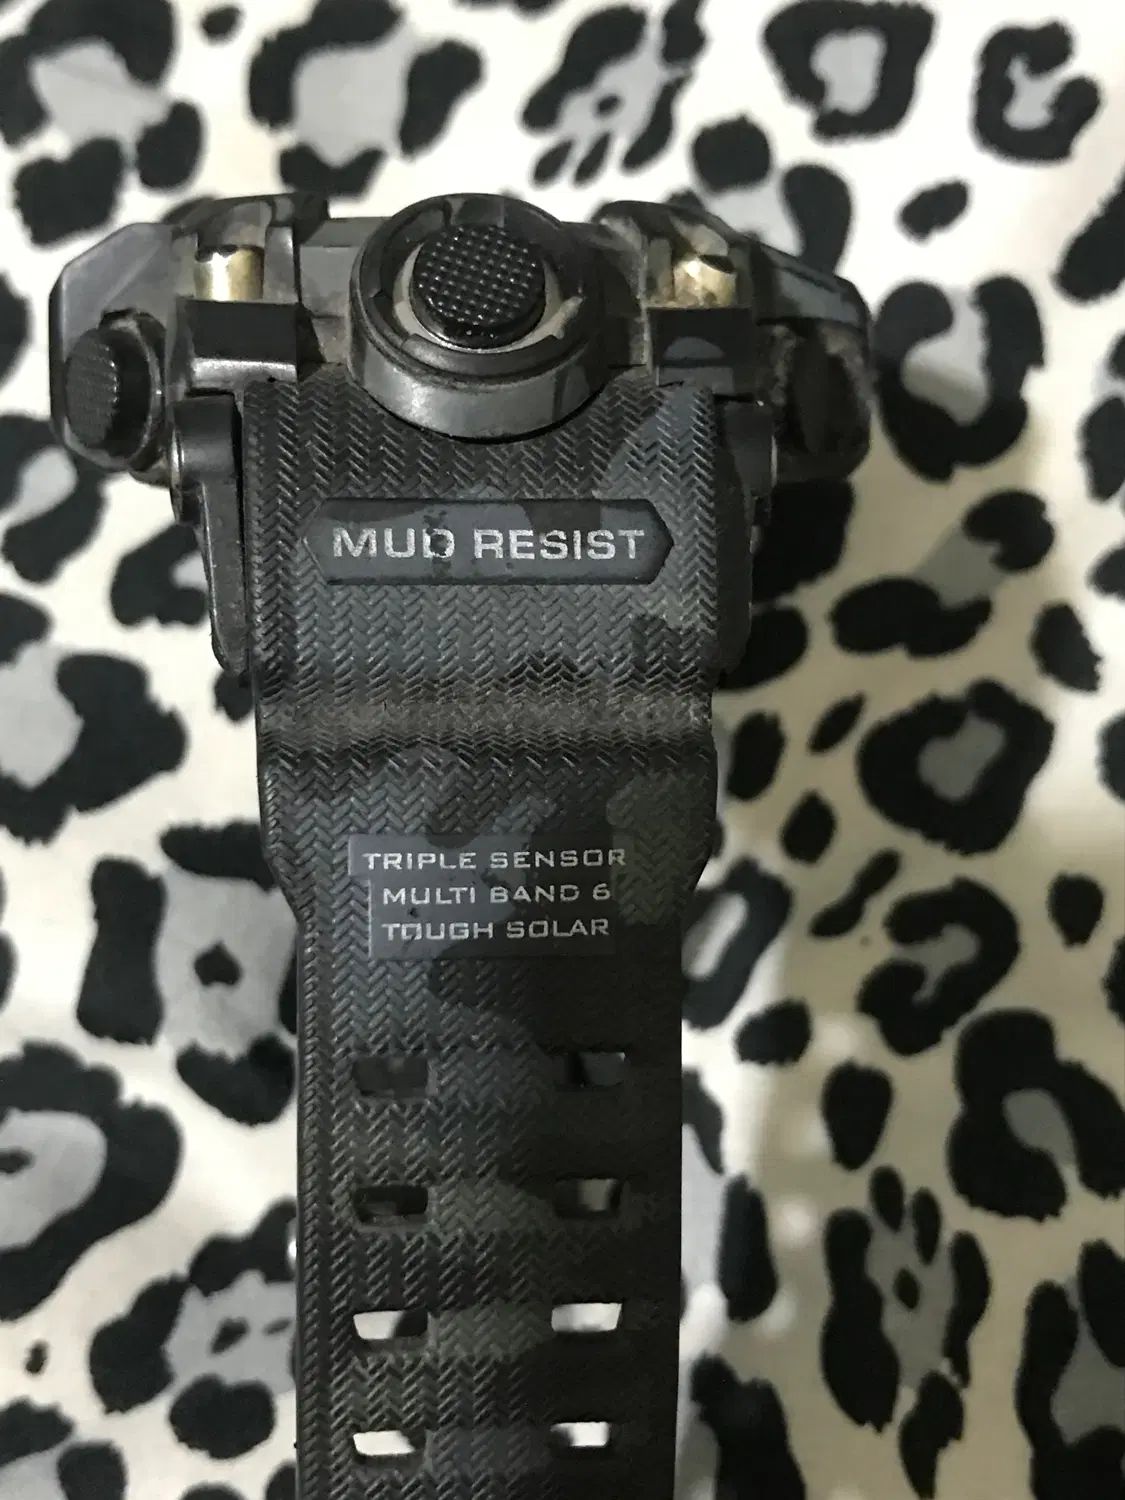 MUD RESIST
TRIPLE SENSOR
MULTI BAND 6
TOUGH SOLAR